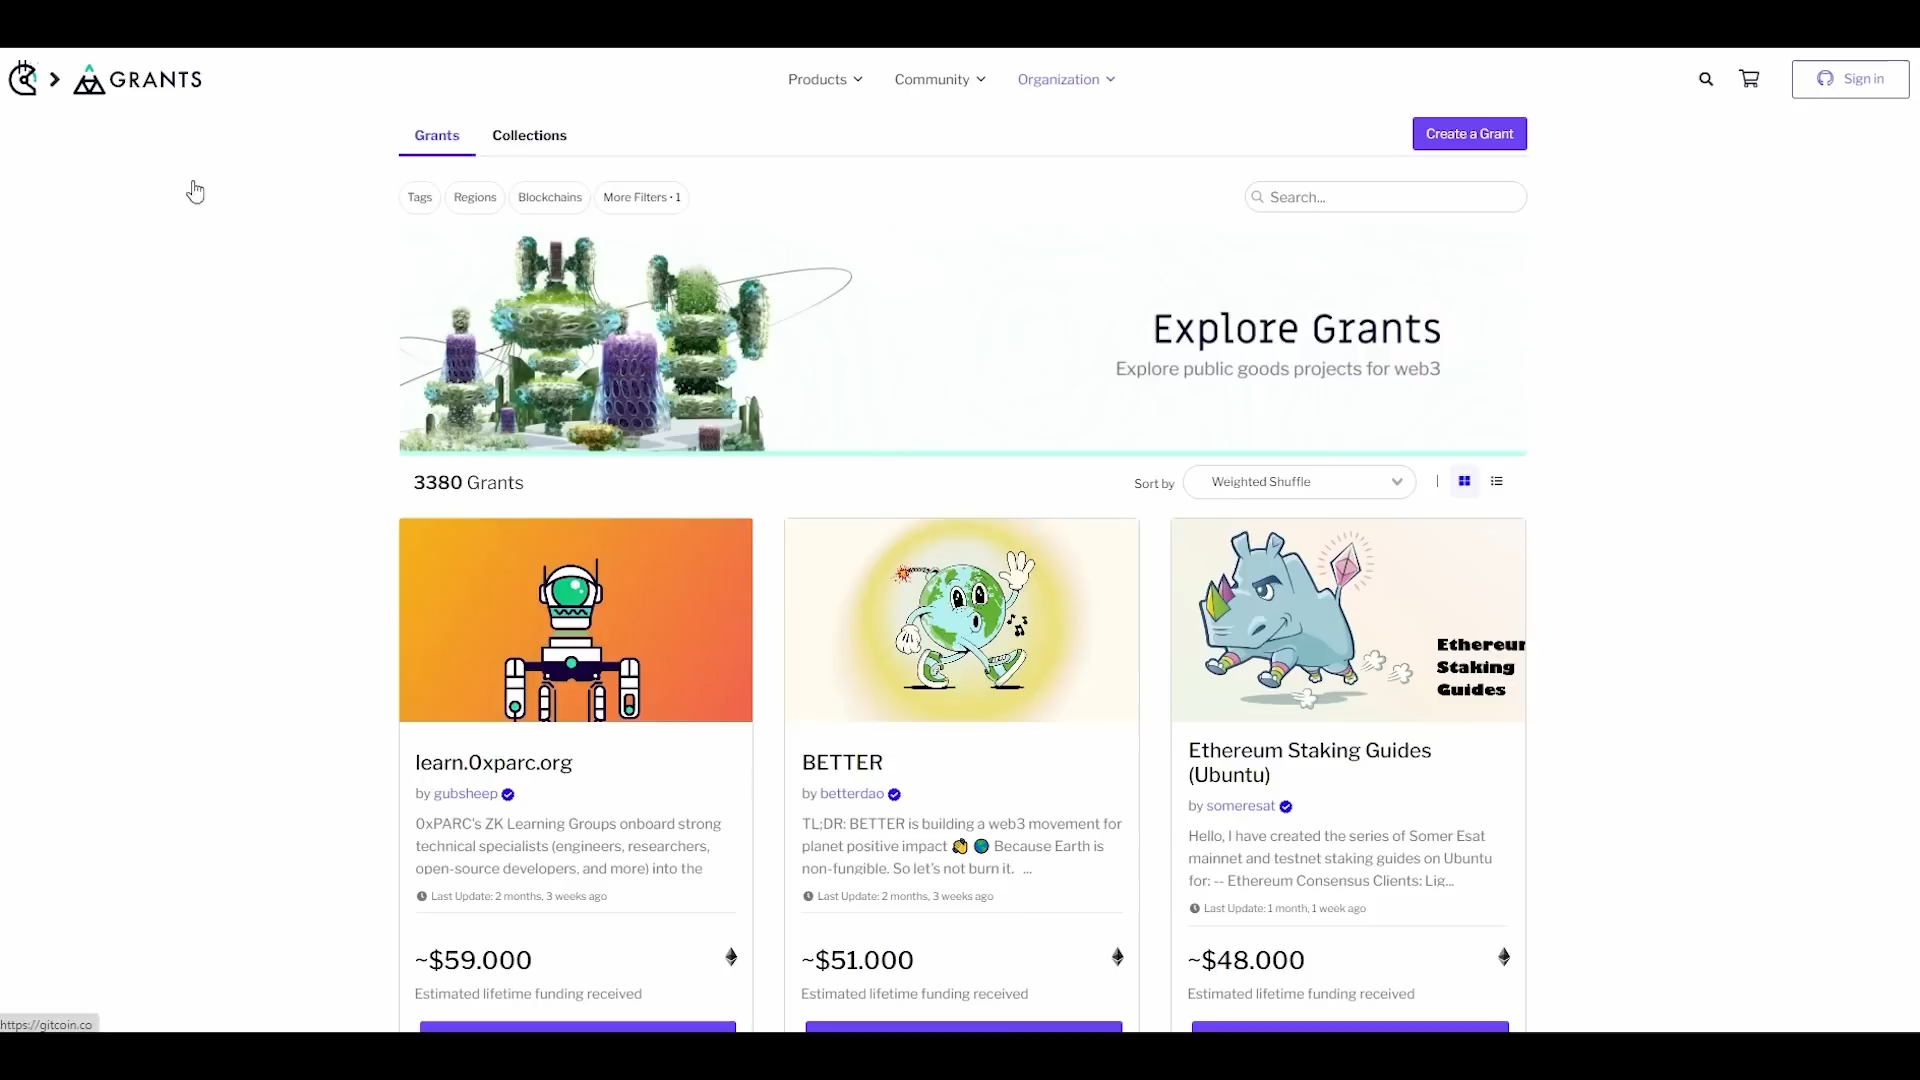 GRANTS
Products
Community
Organization
Sign in
Grants
Collections
Create a Grant
Tags
Regions
Blockchains
More Filters • 1
Search...
Explore Grants
Explore public goods projects for web3
3380 Grants
Sort by
Weighted Shuffle
Ethereum
Staking
Guides
learn.0xparc.org
by gubsheep
0xPARC's ZK Learning Groups onboard strong
technical specialists (engineers, researchers,
open-source developers, and more) into the
Last Update: 2 months, 3 weeks ago
~$59.000
Estimated lifetime funding received
BETTER
by betterdao
TL;DR: BETTER is building a web3 movement for
planet positive impact 👏 🌎 Because Earth is
non-fungible. So let's not burn it. ...
Last Update: 2 months, 3 weeks ago
~$51.000
Estimated lifetime funding received
Ethereum Staking Guides
(Ubuntu)
by someresat
Hello, I have created the series of Somer Esat
mainnet and testnet staking guides on Ubuntu
for: -- Ethereum Consensus Clients: Lig...
Last Update: 1 month, 1 week ago
~$48.000
Estimated lifetime funding received
https://gitcoin.co